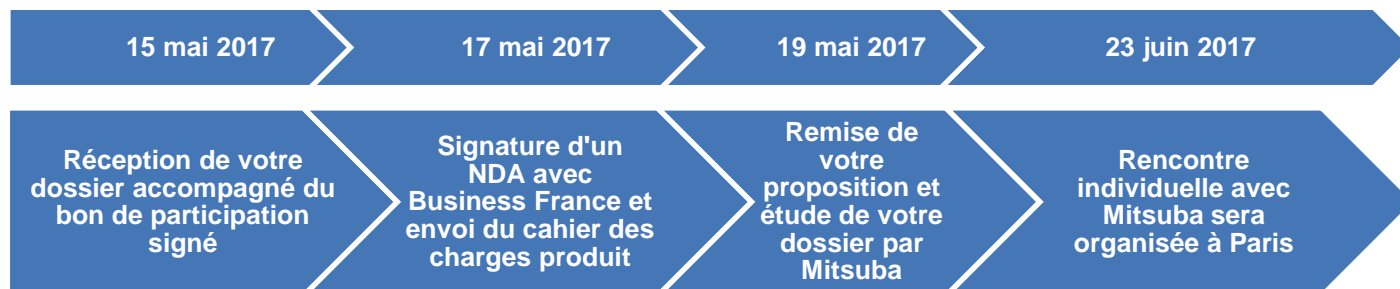 15 mai 2017
17 mai 2017
19 mai 2017
23 juin 2017
Réception de votre
dossier accompagné du
bon de participation
signé
Signature d'un
NDA avec
Business France et
envoi du cahier des
charges produit
Remise de
votre
proposition et
étude de votre
dossier par
Mitsuba
Rencontre
individuelle avec
Mitsuba sera
organisée à Paris